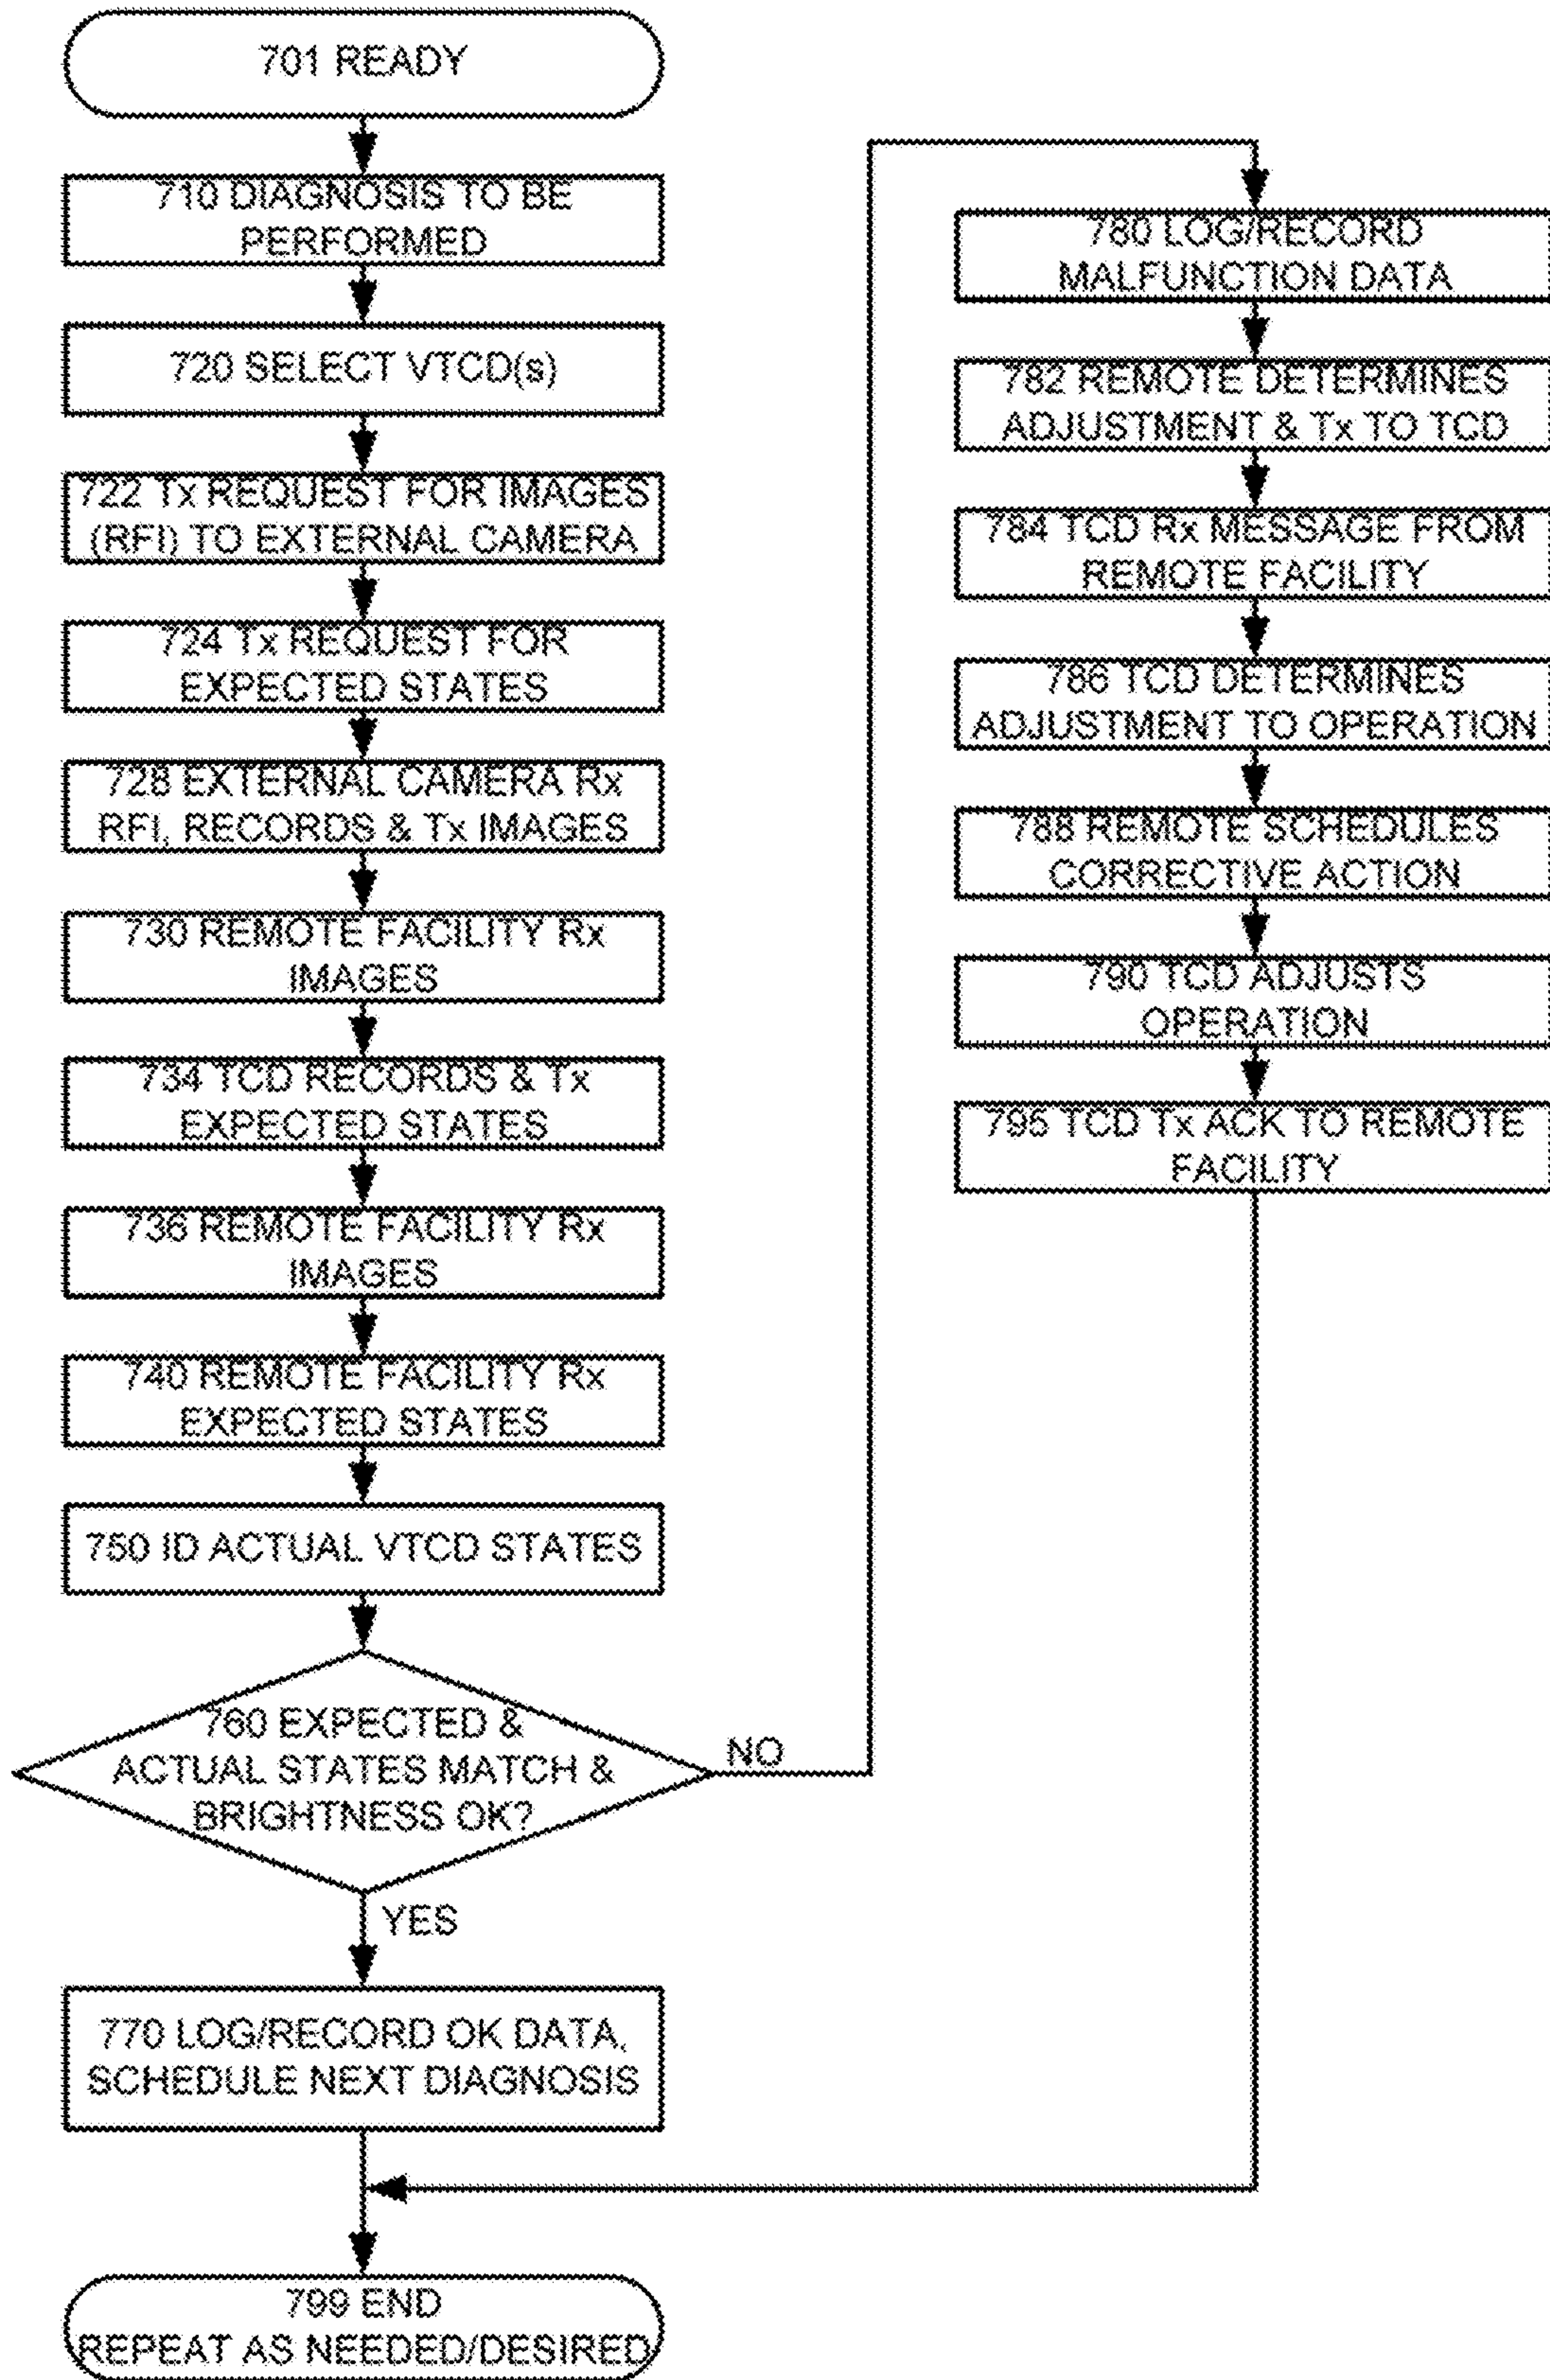 701 READY
710 DIAGNOSIS TO BE
PERFORMED
720 SELECT VTCD(s)
722 Tx REQUEST FOR IMAGES
(RFI) TO EXTERNAL CAMERA
724 Tx REQUEST FOR
EXPECTED STATES
728 EXTERNAL CAMERA Rx
RFI, RECORDS & Tx IMAGES
730 REMOTE FACILITY Rx
IMAGES
734 TCD RECORDS & Tx
EXPECTED STATES
736 REMOTE FACILITY Rx
IMAGES
740 REMOTE FACILITY Rx
EXPECTED STATES
750 ID ACTUAL VTCD STATES
760 EXPECTED &
ACTUAL STATES MATCH &
BRIGHTNESS OK?
NO
YES
770 LOG/RECORD OK DATA,
SCHEDULE NEXT DIAGNOSIS
780 LOG/RECORD
MALFUNCTION DATA
782 REMOTE DETERMINES
ADJUSTMENT & Tx TO TCD
784 TCD Rx MESSAGE FROM
REMOTE FACILITY
786 TCD DETERMINES
ADJUSTMENT TO OPERATION
788 REMOTE SCHEDULES
CORRECTIVE ACTION
790 TCD ADJUSTS
OPERATION
795 TCD Tx ACK TO REMOTE
FACILITY
799 END
REPEAT AS NEEDED/DESIRED